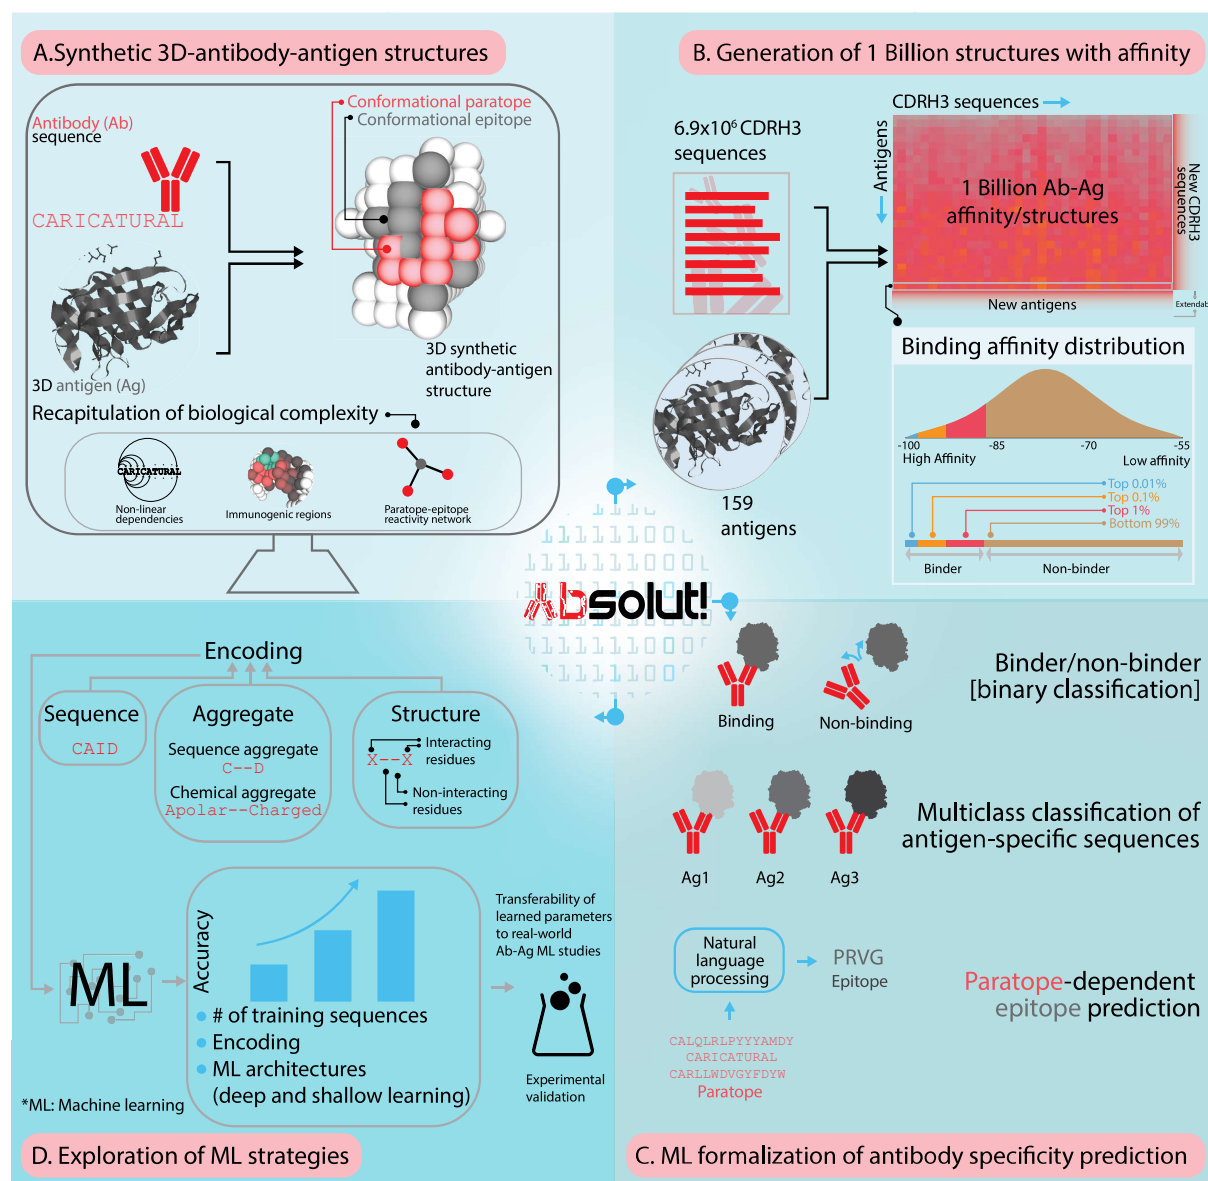 A.Synthetic 3D-antibody-antigen structures
Antibody (Ab)
sequence
CARICATURAL
3D antigen (Ag)
Conformational paratope
Conformational epitope
3D synthetic
antibody-antigen
structure
Recapitulation of biological complexity
CARICATURAL
Non-linear
dependencies
Immunogenic regions
Paratope-epitope
reactivity network
B. Generation of 1 Billion structures with affinity
6.9x10⁶ CDRH3
sequences
159
antigens
CDRH3 sequences
Antigens
1 Billion Ab-Ag
affinity/structures
New CDRH3
sequences
New antigens
Extendab
Binding affinity distribution
-100
-85
-70
-55
High Affinity
Low affinity
Top 0.01%
Top 0.1%
Top 1%
Bottom 99%
Binder
Non-binder
Absolut!
Binding
Non-binding
Binder/non-binder
[binary classification]
Ag1
Ag2
Ag3
Multiclass classification of
antigen-specific sequences
Natural
language
processing
PRVG
Epitope
CALQLRLPYYYAMDY
CARICATURAL
CARLLWDVGYFDYW
Paratope
Paratope-dependent
epitope prediction
C. ML formalization of antibody specificity prediction
Encoding
Sequence
CAID
Aggregate
Sequence aggregate
C--D
Chemical aggregate
Apolar--Charged
Structure
X--X
Interacting
residues
Non-interacting
residues
ML
Accuracy
# of training sequences
Encoding
ML architectures
(deep and shallow learning)
Transferability of
learned parameters
to real-world
Ab-Ag ML studies
Experimental
validation
*ML: Machine learning
D. Exploration of ML strategies